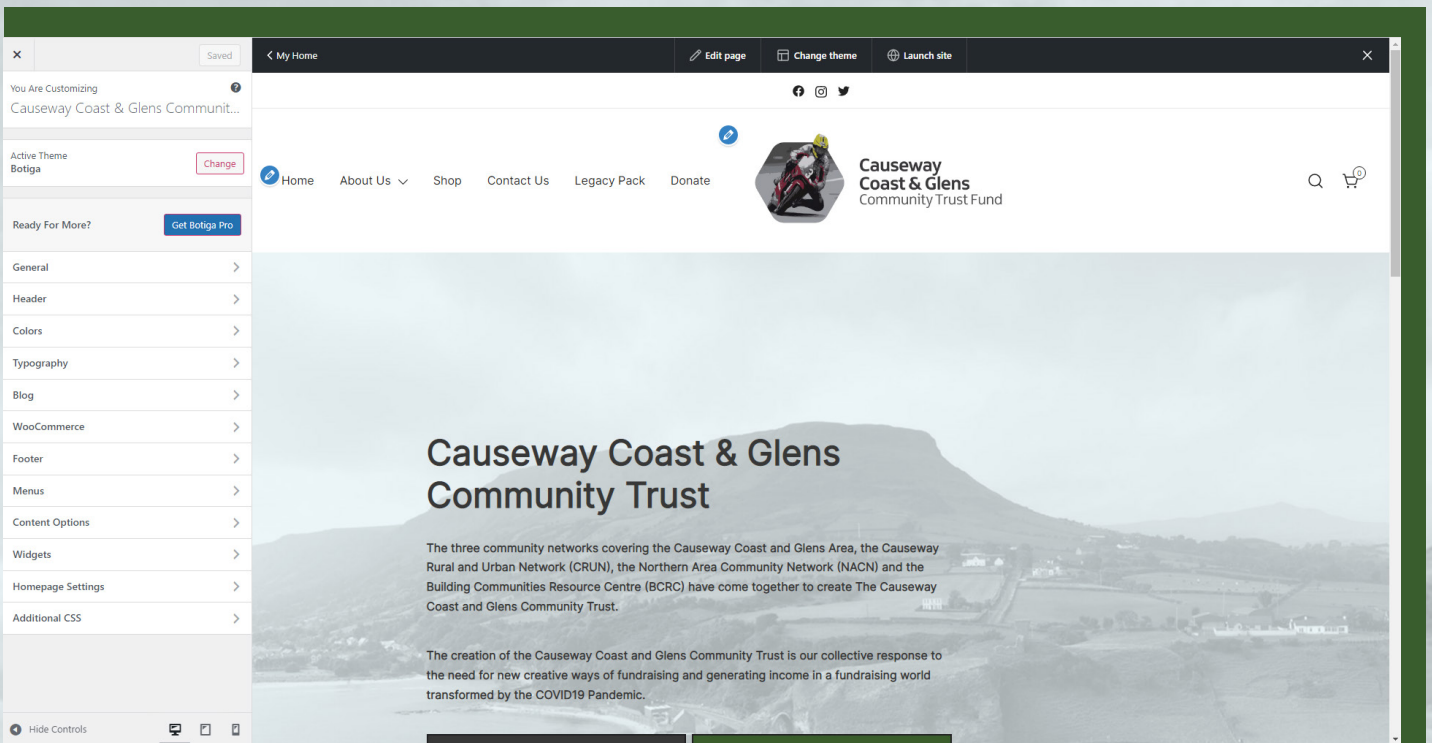 Saved
You Are Customizing
Causeway Coast & Glens Communit...
Active Theme
Botiga
Change
Ready For More?
Get Botiga Pro
General
Header
Colors
Typography
Blog
WooCommerce
Footer
Menus
Content Options
Widgets
Homepage Settings
Additional CSS
Hide Controls
My Home
Edit page
Change theme
Launch site
Home
About Us
Shop
Contact Us
Legacy Pack
Donate
Causeway
Coast & Glens
Community Trust Fund
0
Causeway Coast & Glens
Community Trust
The three community networks covering the Causeway Coast and Glens Area, the Causeway
Rural and Urban Network (CRUN), the Northern Area Community Network (NACN) and the
Building Communities Resource Centre (BCRC) have come together to create The Causeway
Coast and Glens Community Trust.
The creation of the Causeway Coast and Glens Community Trust is our collective response to
the need for new creative ways of fundraising and generating income in a fundraising world
transformed by the COVID19 Pandemic.